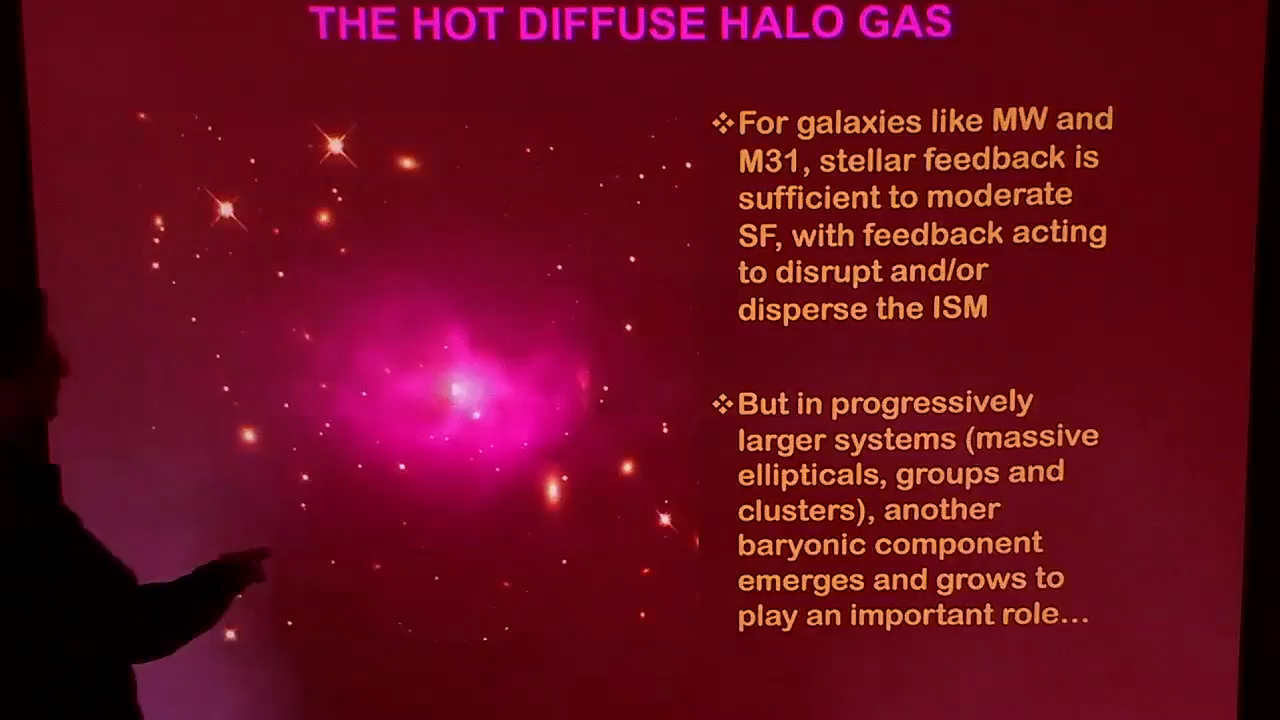 THE HOT DIFFUSE HALO GAS
❖For galaxies like MW and
M31, stellar feedback is
sufficient to moderate
SF, with feedback acting
to disrupt and/or
disperse the ISM
❖But in progressively
larger systems (massive
ellipticals, groups and
clusters), another
baryonic component
emerges and grows to
play an important role...